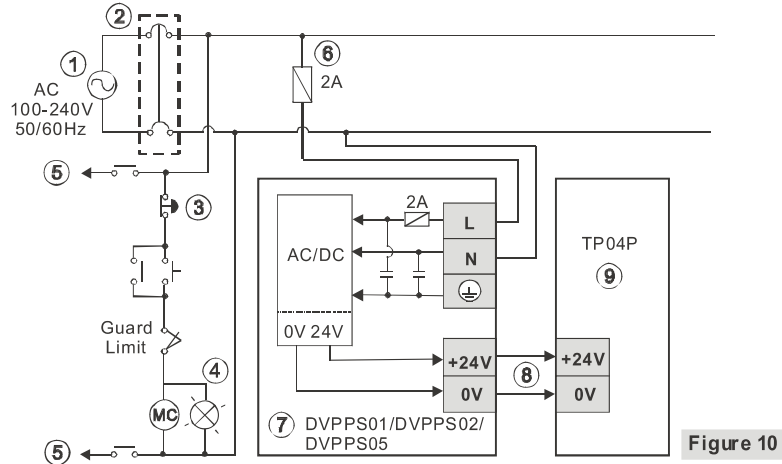 ②
①
AC
100-240V
50/60Hz
⑥
2A
⑤
③
Guard
Limit
④
MC
⑤
2A
L
N
AC/DC
0V 24V
+24V
0V
⑦ DVPPS01/DVPPS02/
DVPPS05
⑧
TP04P
⑨
+24V
0V
Figure 10